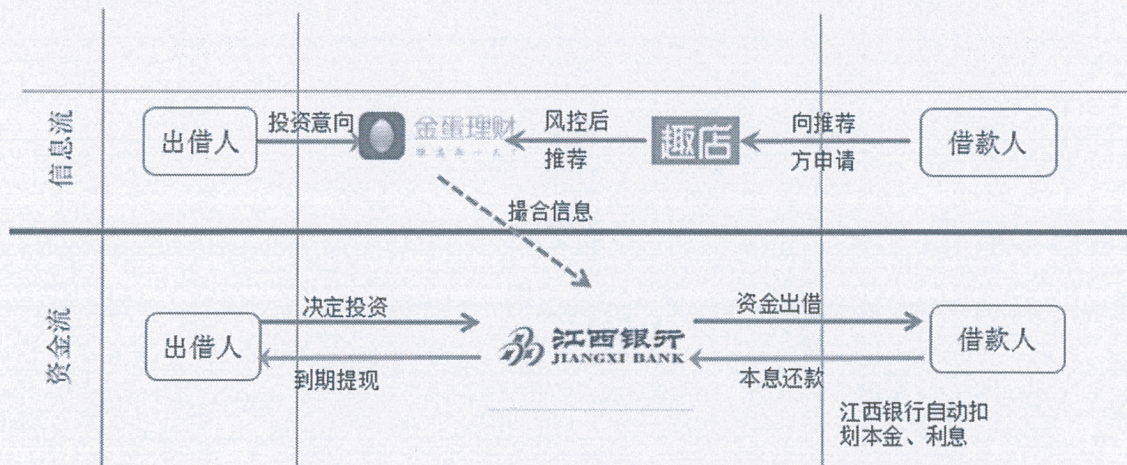 信息流
出借人
投资意向
金蛋理财
风控后
推荐
趣店
向推荐
方申请
借款人
撮合信息
资金流
出借人
决定投资
到期提现
江西银行
JIANGXI BANK
资金出借
本息还款
借款人
江西银行自动扣
划本金、利息